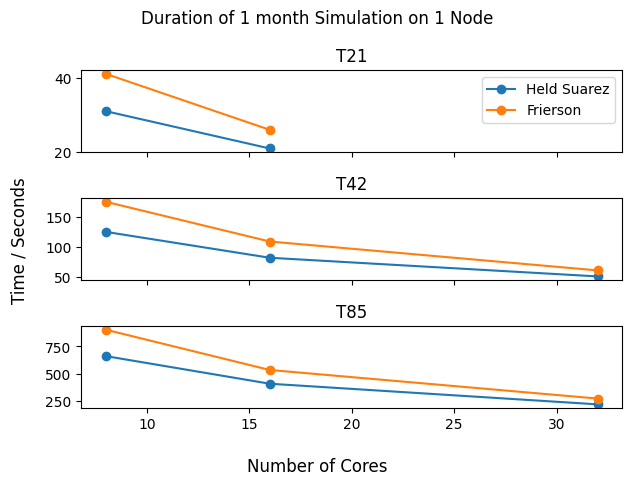 Duration of 1 month Simulation on 1 Node
T21
40
20
Held Suarez
Frierson
T42
150
100
50
Time / Seconds
T85
750
500
250
10 15 20 25 30
Number of Cores